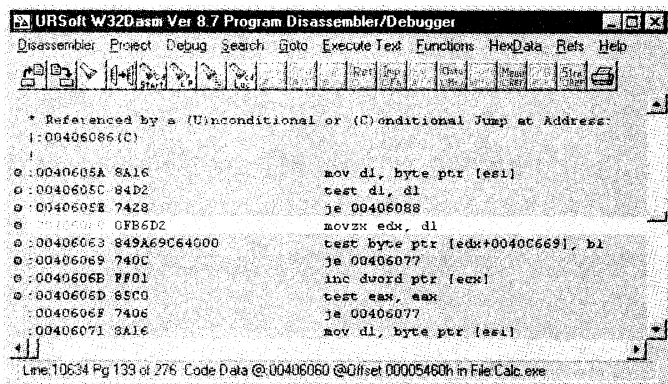 URSoft W32Dasm Ver 8.7 Program Disassembler/Debugger
Disassembler Project Debug Search Goto Execute Text Functions HexData Refs Help
* Referenced by a (U)nconditional or (C)onditional Jump at Address:
|:00406086(C)
|
:0040605A 8A16 mov dl, byte ptr [esi]
:0040605C 84D2 test dl, dl
:0040605E 7428 je 00406088
0FB6D2 movzx edx, dl
:00406063 849A69C64000 test byte ptr [edx+0040C669], bl
:00406069 740C je 00406077
:0040606B FF01 inc dword ptr [ecx]
:0040606D 85C0 test eax, eax
:0040606F 7406 je 00406077
:00406071 8A16 mov dl, byte ptr [esi]
Line:10634 Pg 139 of 276 Code Data @:00406060 @Offset 00005460h in File:Calc.exe